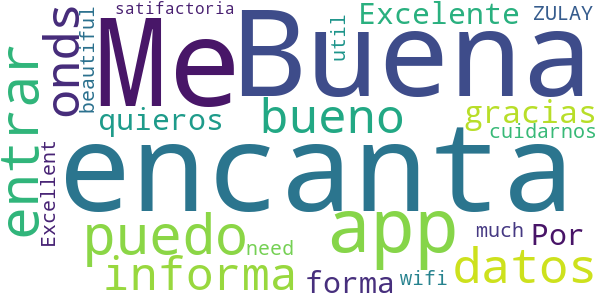 satifactoria
Me
Buena
Excelente
ZULAY
util
beautiful
onds
entrar
quieros
bueno
gracias
cuidarnos
encanta
Excellent
puedo
app
need
much
Por
informa
forma
wifi
datos